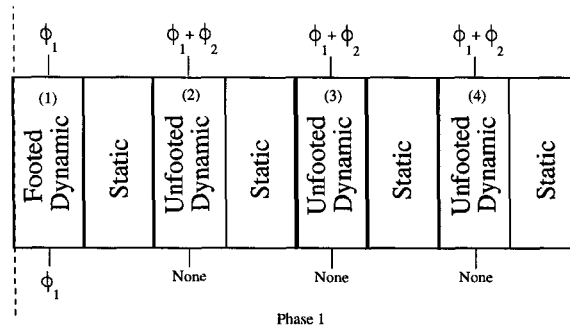 ϕ1 ϕ1 + ϕ2 ϕ1 + ϕ2 ϕ1 + ϕ2
(1) (2) (3) (4)
Footed Dynamic
Static
Unfooted Dynamic
Static
Unfooted Dynamic
Static
Unfooted Dynamic
Static
ϕ1 None None None
Phase 1